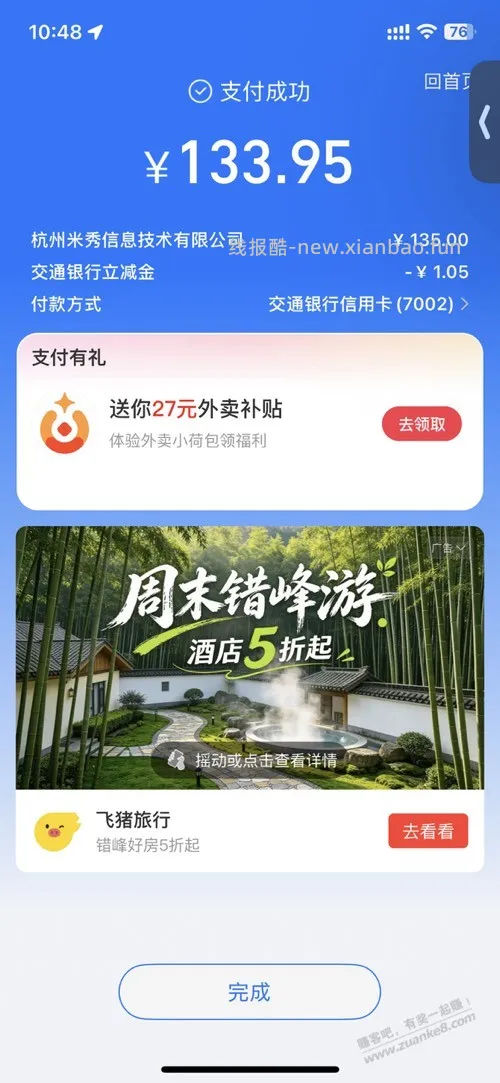 10:48
76
支付成功
回首页
¥133.95
杭州米秀信息技术有限公司
¥ 135.00
线报酷-new.xianbao.fun
交通银行立减金
-¥ 1.05
付款方式
交通银行信用卡(7002)
支付有礼
送你27元外卖补贴
体验外卖小荷包领福利
去领取
广告
周末错峰游
酒店5折起
摇动或点击查看详情
飞猪旅行
错峰好房5折起
去看看
完成
赚客吧,有奖一起赚!
www.zuanke8.com